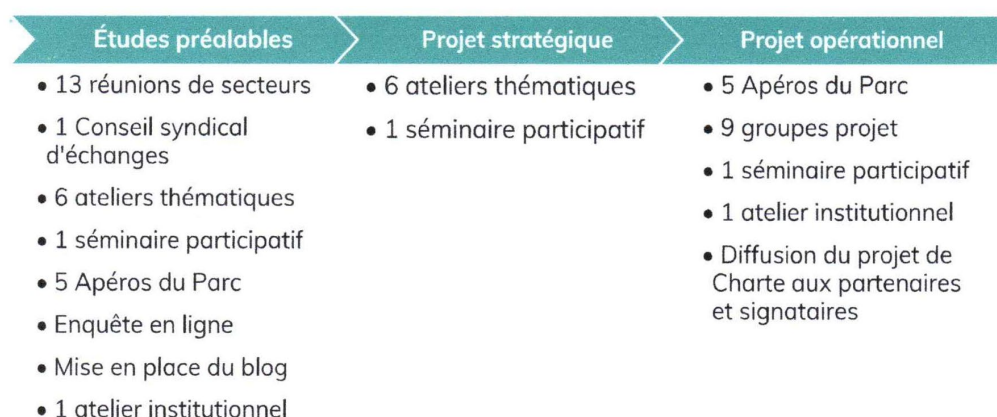 Études préalables
Projet stratégique
Projet opérationnel
• 13 réunions de secteurs
• 1 Conseil syndical
d'échanges
• 6 ateliers thématiques
• 1 séminaire participatif
• 5 Apéros du Parc
• Enquête en ligne
• Mise en place du blog
• 1 atelier institutionnel
• 6 ateliers thématiques
• 1 séminaire participatif
• 5 Apéros du Parc
• 9 groupes projet
• 1 séminaire participatif
• 1 atelier institutionnel
• Diffusion du projet de
Charte aux partenaires
et signataires